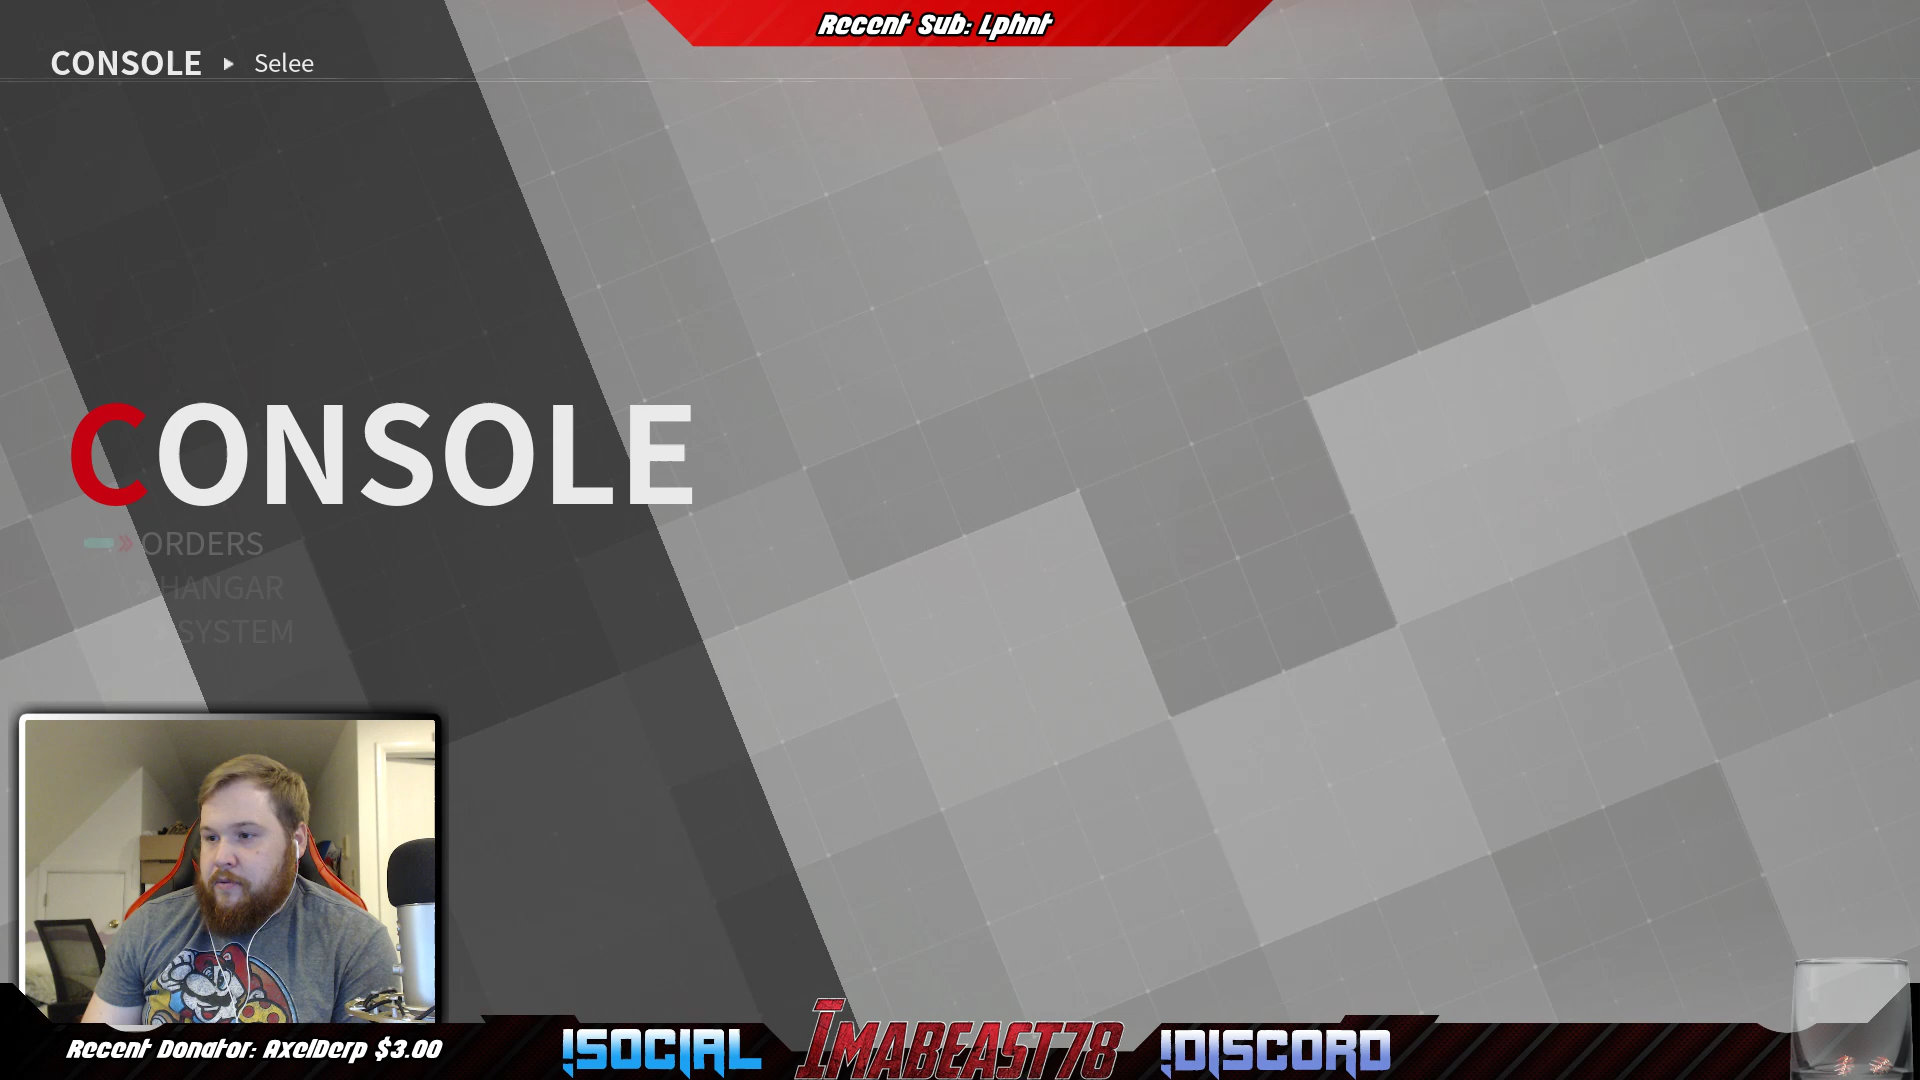 Recent Sub: Lphnt
CONSOLE Selee
CONSOLE
ORDERS
HANGAR
SYSTEM
Recent Donator: AxelDerp $3.00
!SOCIAL
IMABEAST78
!DISCORD